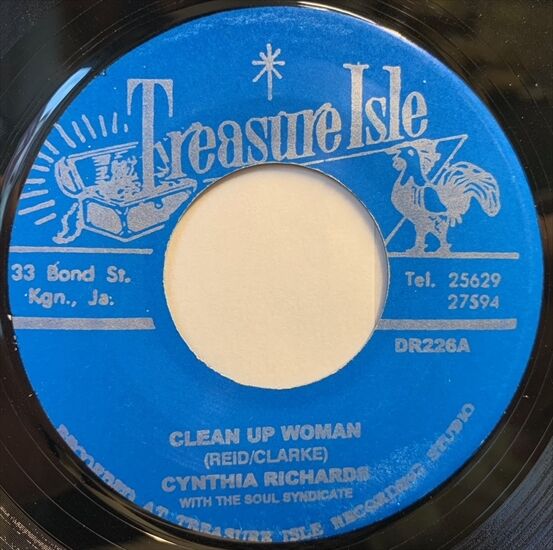 Treasure Isle
33 Bond St.
Kgn., Ja.
Tel. 25629
27594
DR226A
CLEAN UP WOMAN
(REID/CLARKE)
CYNTHIA RICHARDS
WITH THE SOUL SYNDICATE
RECORDED AT TREASURE ISLE RECORDING STUDIO